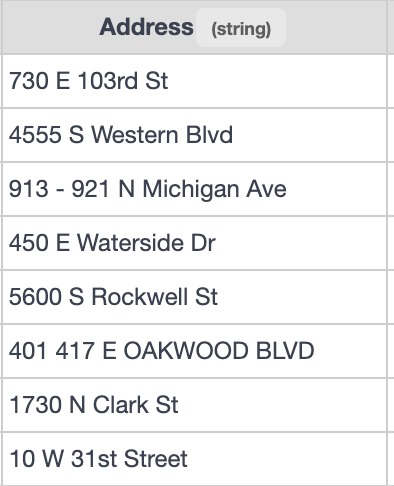 Address (string)
730 E 103rd St
4555 S Western Blvd
913 - 921 N Michigan Ave
450 E Waterside Dr
5600 S Rockwell St
401 417 E OAKWOOD BLVD
1730 N Clark St
10 W 31st Street